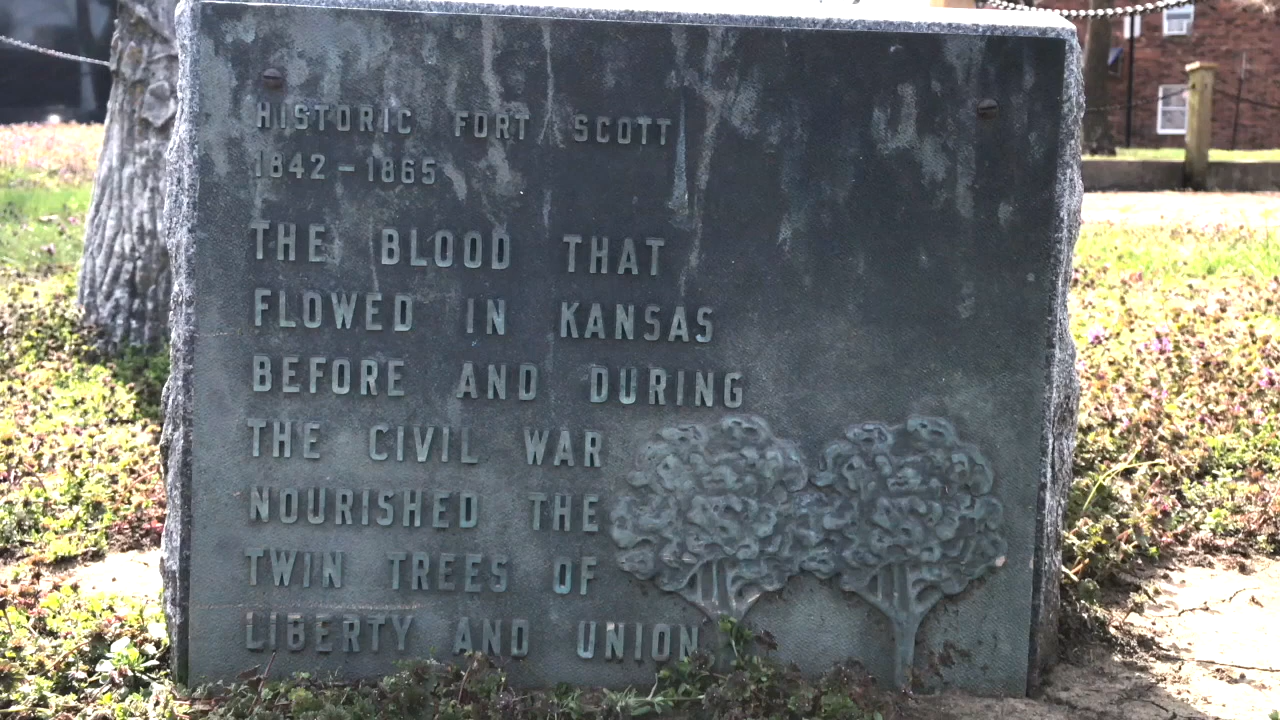 HISTORIC FORT SCOTT
1842-1865
THE BLOOD THAT
FLOWED IN KANSAS
BEFORE AND DURING
THE CIVIL WAR
NOURISHED THE
TWIN TREES OF
LIBERTY AND UNION